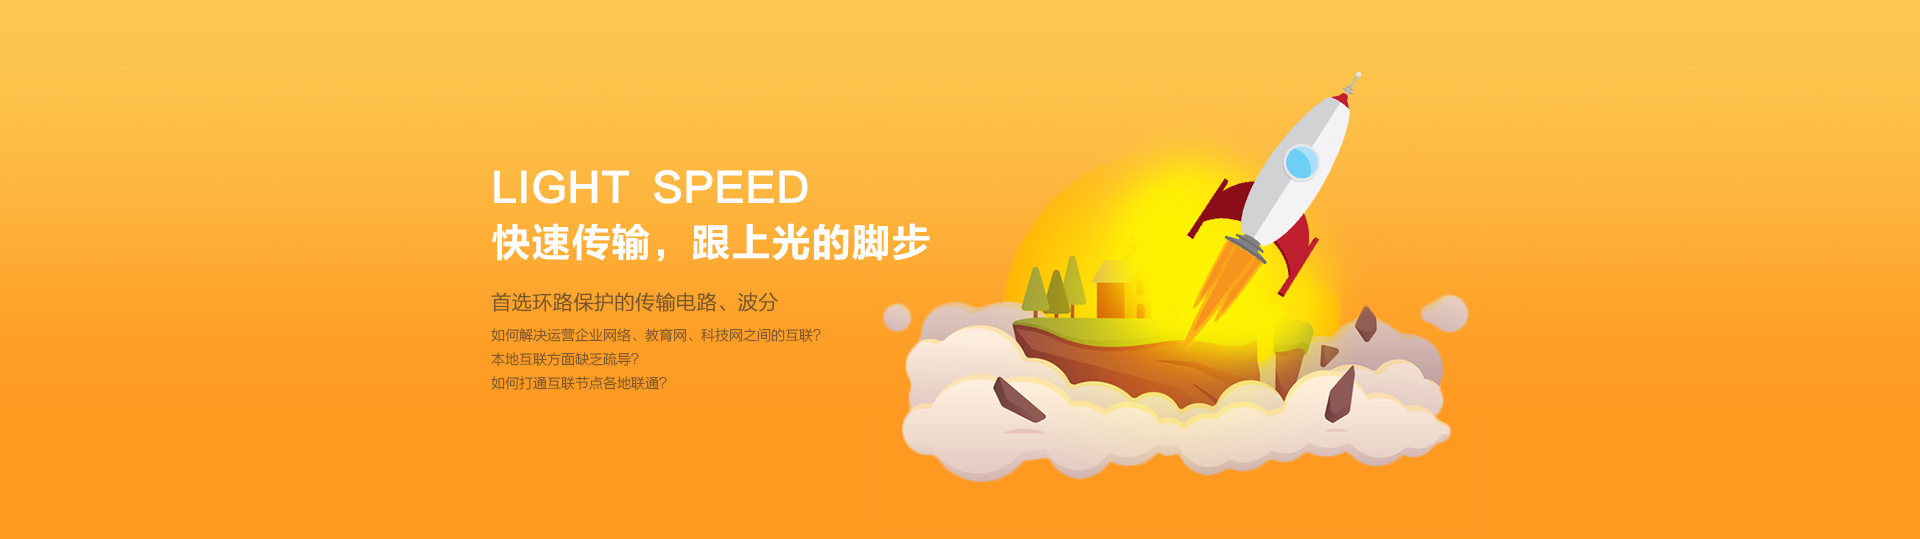 LIGHT SPEED
快速传输，跟上光的脚步
首选环路保护的传输电路、波分
如何解决运营企业网络、教育网、科技网之间的互联?
本地互联方面缺乏疏导?
如何打通互联节点各地联通?